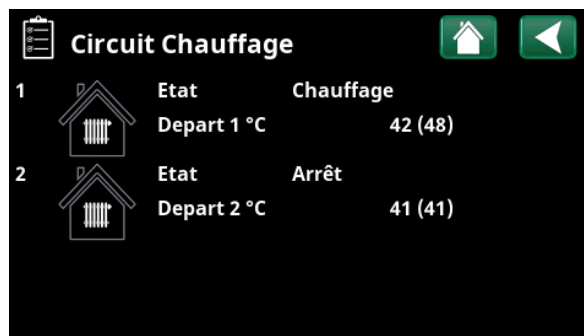 Circuit Chauffage
1 Etat Chauffage
Depart 1 °C 42 (48)
2 Etat Arrêt
Depart 2 °C 41 (41)